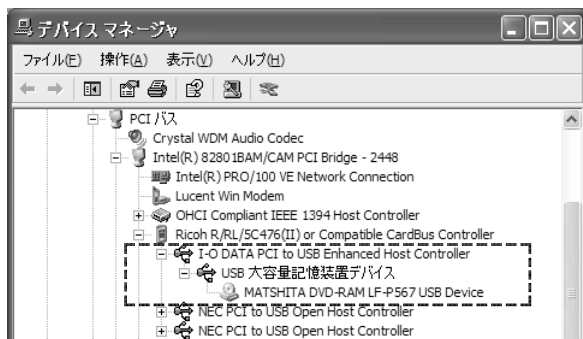 デバイス マネージャ
ファイル(F) 操作(A) 表示(V) ヘルプ(H)
PCI バス
Crystal WDM Audio Codec
Intel(R) 82801BAM/CAM PCI Bridge - 2448
Intel(R) PRO/100 VE Network Connection
Lucent Win Modem
OHCI Compliant IEEE 1394 Host Controller
Ricoh R/RL/5C476(II) or Compatible CardBus Controller
I-O DATA PCI to USB Enhanced Host Controller
USB 大容量記憶装置デバイス
MATSHITA DVD-RAM LF-P567 USB Device
NEC PCI to USB Open Host Controller
NEC PCI to USB Open Host Controller